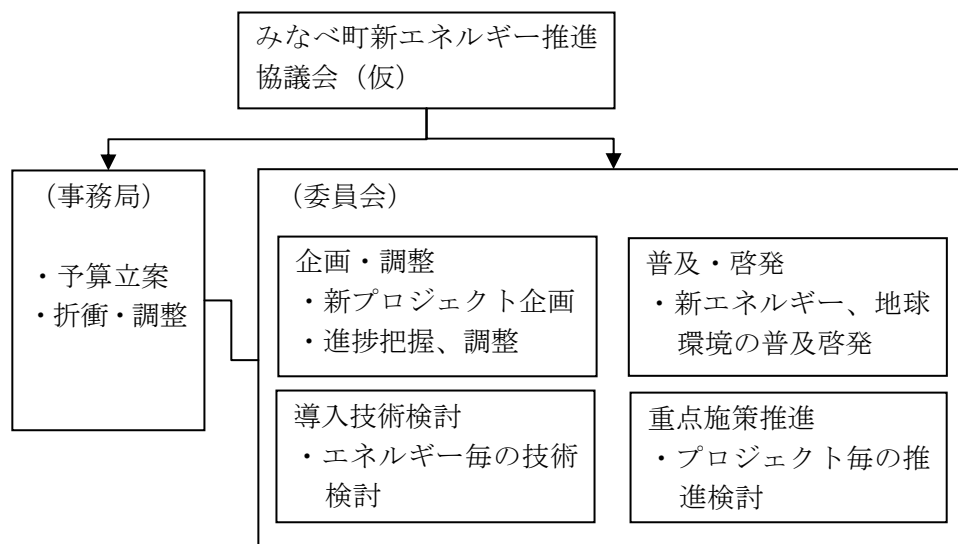 みなべ町新エネルギー推進
協議会（仮）
（事務局）
・予算立案
・折衝・調整
（委員会）
企画・調整
・新プロジェクト企画
・進捗把握、調整
普及・啓発
・新エネルギー、地球
環境の普及啓発
導入技術検討
・エネルギー毎の技術
検討
重点施策推進
・プロジェクト毎の推
進検討